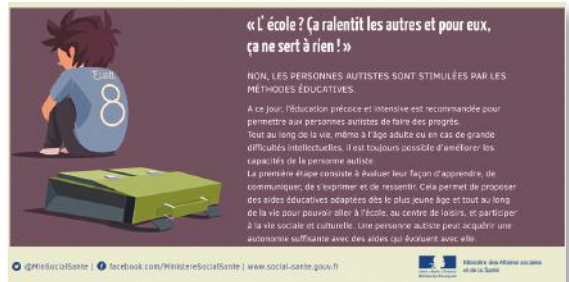 « L' école ? Ça ralentit les autres et pour eux,
ça ne sert à rien ! »
NON, LES PERSONNES AUTISTES SONT STIMULÉES PAR LES
MÉTHODES ÉDUCATIVES.
A ce jour, l'éducation précoce et intensive est recommandée pour
permettre aux personnes autistes de faire des progrès.
Tout au long de la vie, même à l'âge adulte ou en cas de grande
difficultés intellectuelles, il est toujours possible d'améliorer les
capacités de la personne autiste.
La première étape consiste à évaluer leur façon d'apprendre, de
communiquer, de s'exprimer et de ressentir. Cela permet de proposer
des aides éducatives adaptées dès le plus jeune âge et tout au long
de la vie pour pouvoir aller à l'école, au centre de loisirs, et participer
à la vie sociale et culturelle. Une personne autiste peut acquérir une
autonomie suffisante avec des aides qui évoluent avec elle.
8
@MinSocialSante | facebook.com/MinistereSocialSante | www.social-sante.gouv.fr
Ministère des Affaires sociales
et de la Santé